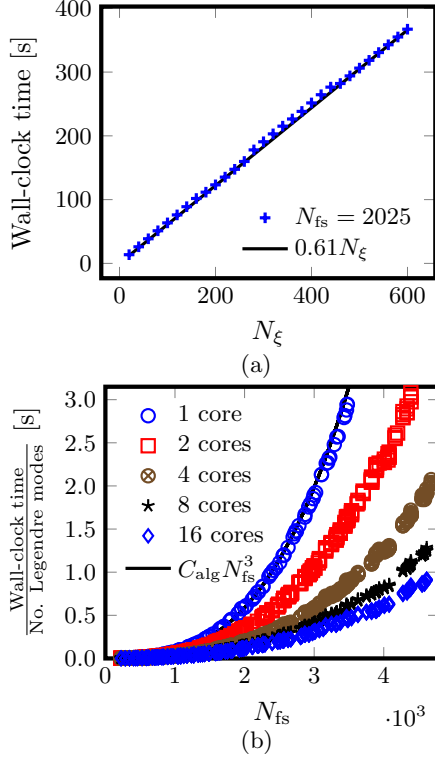 400
300
200
100
0
Wall-clock time [s]
N_fs = 2025
0.61N_ξ
0 200 400 600
N_ξ
(a)
3.0
2.5
2.0
1.5
1.0
0.5
0.0
Wall-clock time
No. Legendre modes [s]
1 core
2 cores
4 cores
8 cores
16 cores
C_alg N_fs^3
0 1 2 3 4
N_fs
·10^3
(b)